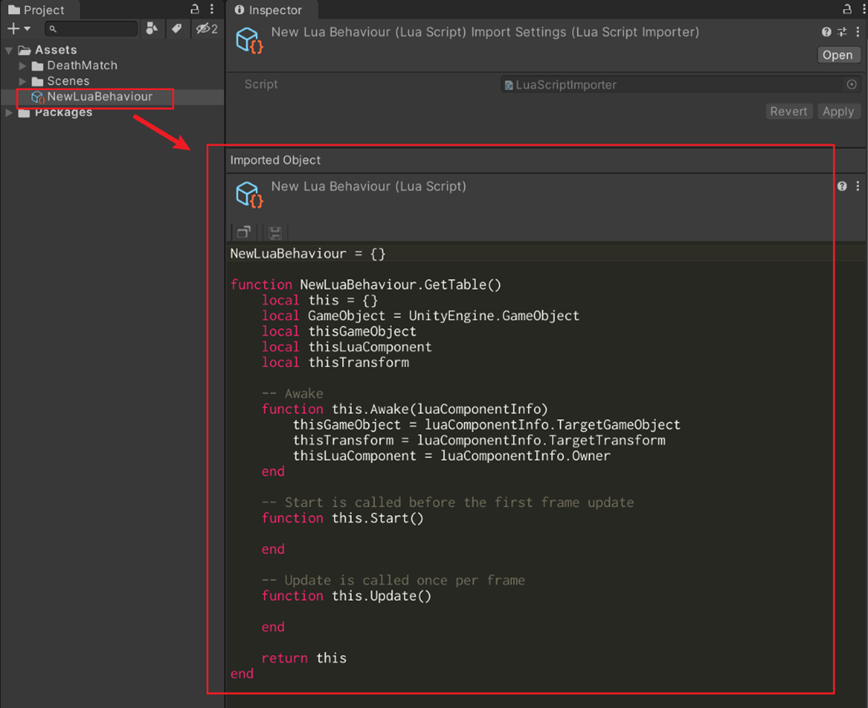 Project
2
Assets
DeathMatch
Scenes
NewLuaBehaviour
Packages
Inspector
New Lua Behaviour (Lua Script) Import Settings (Lua Script Importer)
Open
Script
LuaScriptImporter
Revert Apply
Imported Object
New Lua Behaviour (Lua Script)
NewLuaBehaviour = {}
function NewLuaBehaviour.GetTable()
    local this = {}
    local GameObject = UnityEngine.GameObject
    local thisGameObject
    local thisLuaComponent
    local thisTransform
    -- Awake
    function this.Awake(luaComponentInfo)
        thisGameObject = luaComponentInfo.TargetGameObject
        thisTransform = luaComponentInfo.TargetTransform
        thisLuaComponent = luaComponentInfo.Owner
    end
    -- Start is called before the first frame update
    function this.Start()
    end
    -- Update is called once per frame
    function this.Update()
    end
    return this
end